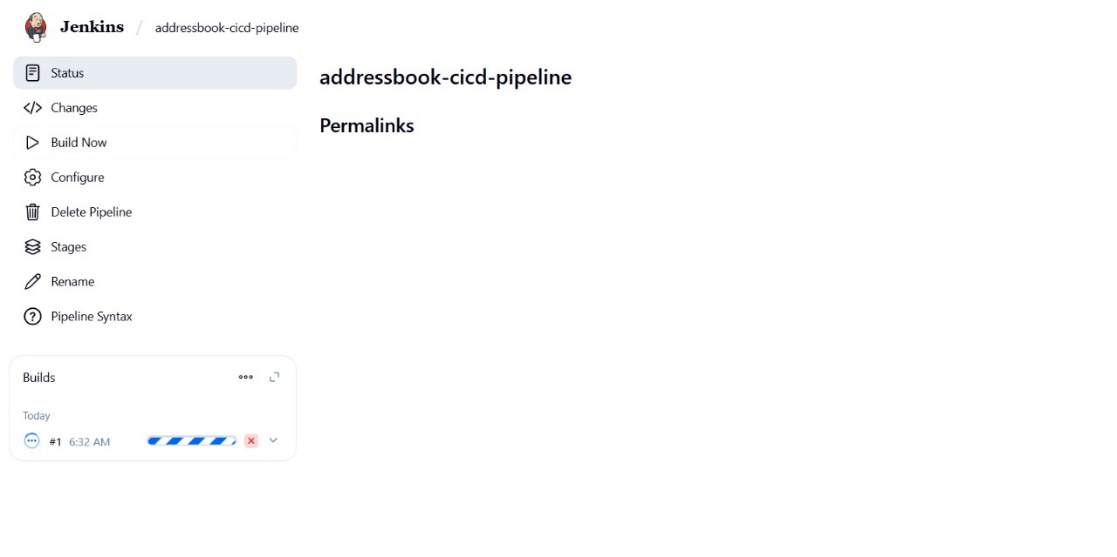 Jenkins / addressbook-cicd-pipeline
Status
Changes
Build Now
Configure
Delete Pipeline
Stages
Rename
Pipeline Syntax
Builds
Today
#1 6:32 AM
addressbook-cicd-pipeline
Permalinks